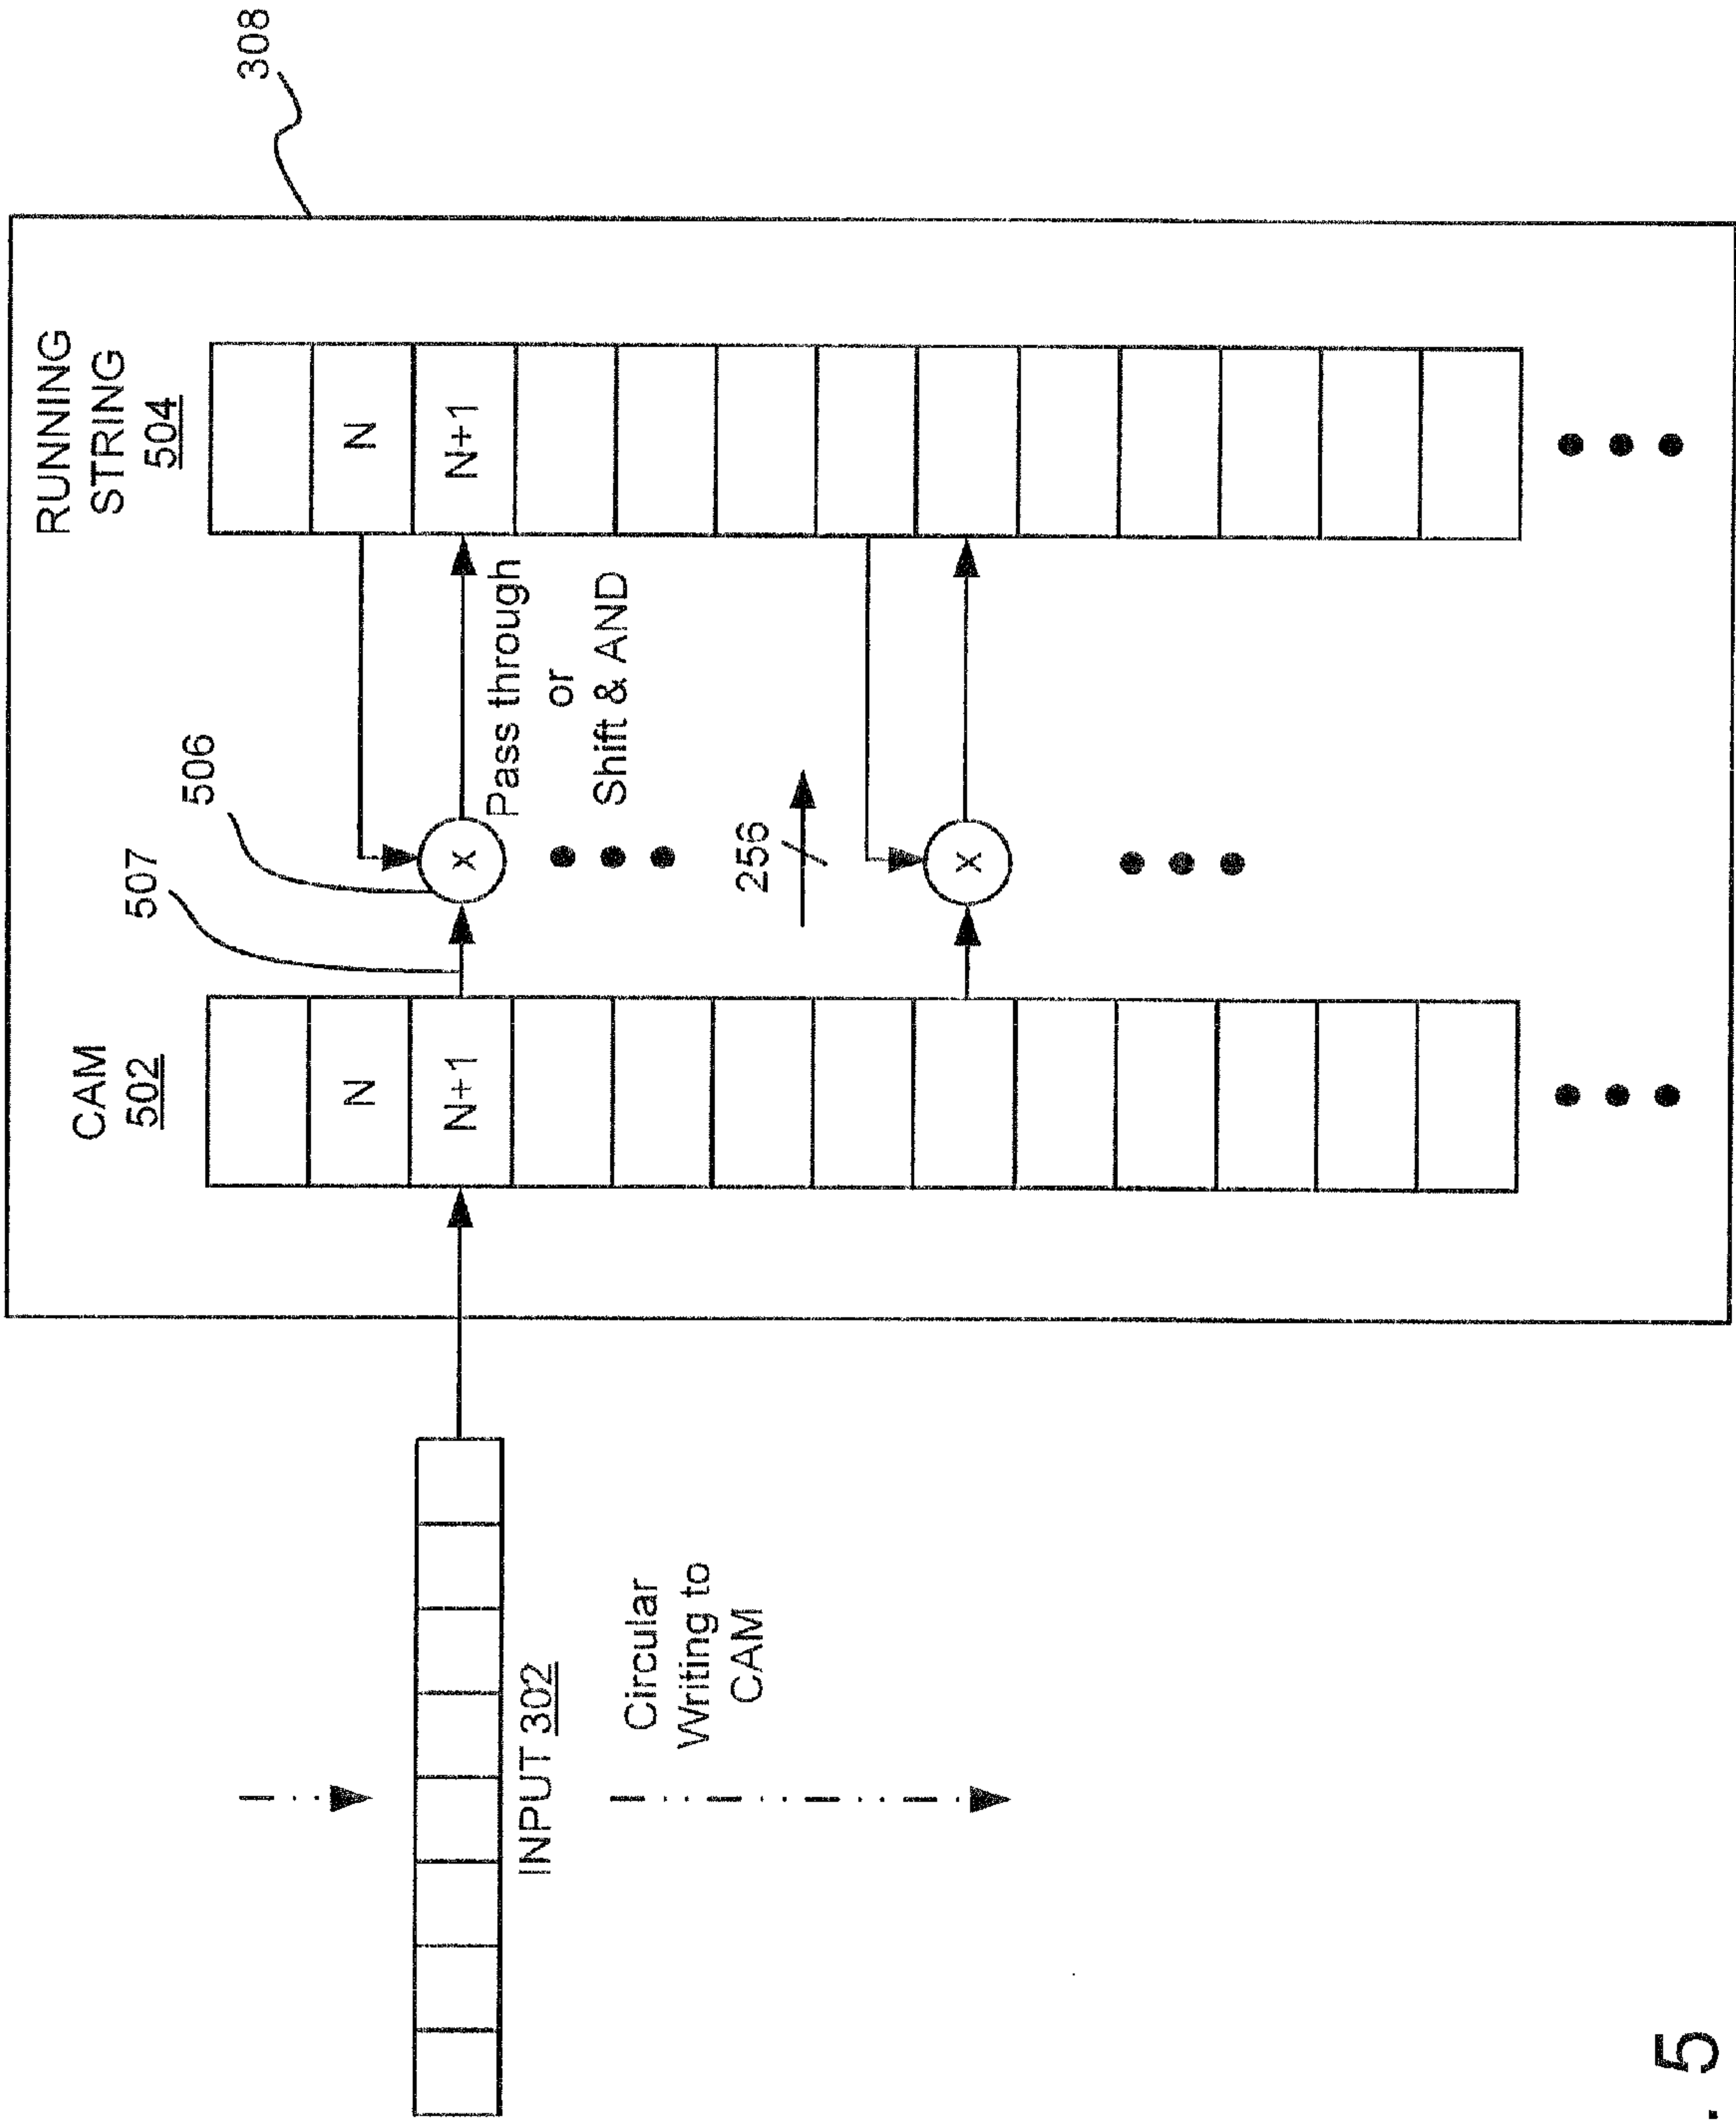 308
RUNNING
STRING
504
CAM
502
N
N
N+1
N+1
507
506
x
Pass through
or
Shift & AND
256
x
INPUT 302
Circular
Writing to
CAM
. 5